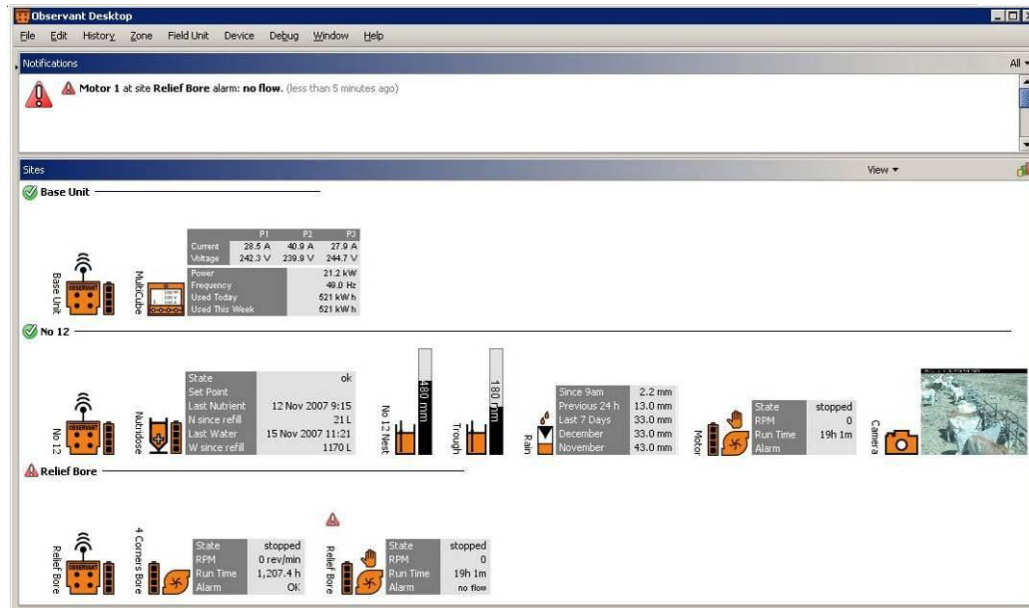 Observant Desktop
File Edit History Zone Field Unit Device Debug Window Help
Notifications All
Motor 1 at site Relief Bore alarm: no flow. (less than 5 minutes ago)
Sites View
Base Unit
P1 P2 P3
Current 28.5 A 40.9 A 27.9 A
Voltage 242.3 V 239.9 V 244.7 V
Power 21.2 kW
Frequency 49.0 Hz
Used Today 521 kWh
Used This Week 521 kWh
Base Unit
OBSERVANT
MultiCube
No 12
No 12
OBSERVANT
Nutridose
State ok
Set Point
Last Nutrient 12 Nov 2007 9:15
N since refill 21 L
Last Water 15 Nov 2007 11:21
W since refill 1170 L
No 12 Nest
480 mm
Trough
180 mm
Rain
Since 9am 2.2 mm
Previous 24 h 13.0 mm
Last 7 Days 33.0 mm
December 33.0 mm
November 43.0 mm
Motor
State stopped
RPM 0
Run Time 19h 1m
Alarm
Camera
Relief Bore
Relief Bore
OBSERVANT
4 Corners Bore
State stopped
RPM 0 rev/min
Run Time 1,207.4 h
Alarm OK
Relief Bore
State stopped
RPM 0
Run Time 19h 1m
Alarm no flow